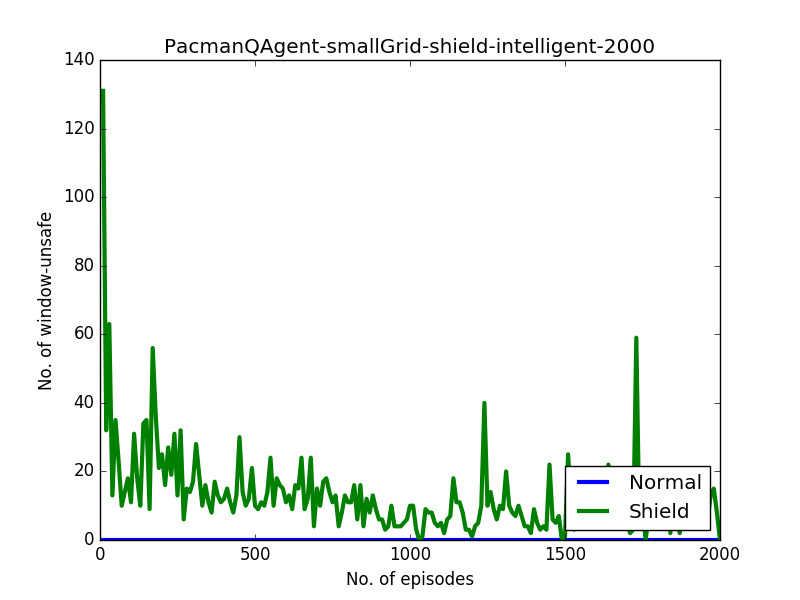 PacmanQAgent-smallGrid-shield-intelligent-2000
140
120
100
80
60
40
20
0
No. of window-unsafe
Normal
Shield
0 500 1000 1500 2000
No. of episodes